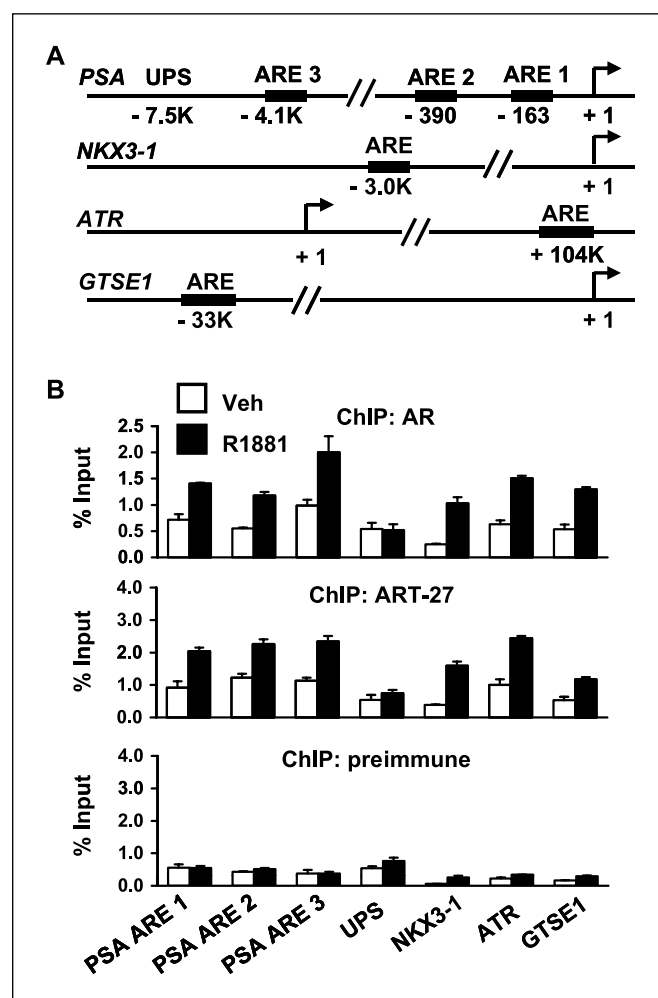 A
PSA UPS ARE 3 ARE 2 ARE 1
- 7.5K - 4.1K - 390 - 163 + 1
NKX3-1 ARE
- 3.0K + 1
ATR ARE
+ 1 + 104K
GTSE1 ARE
- 33K + 1
B
Veh
R1881
ChIP: AR
% Input
2.5
2.0
1.5
1.0
0.5
0.0
ChIP: ART-27
% Input
4.0
3.0
2.0
1.0
0.0
ChIP: preimmune
% Input
4.0
3.0
2.0
1.0
0.0
PSA ARE 1
PSA ARE 2
PSA ARE 3
UPS
NKX3-1
ATR
GTSE1